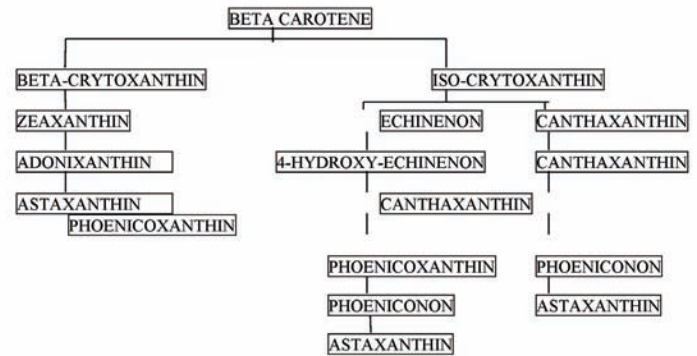 BETA CAROTENE
BETA-CRYTOXANTHIN ISO-CRYTOXANTHIN
ZEAXANTHIN ECHINENON CANTHAXANTHIN
ADONIXANTHIN 4-HYDROXY-ECHINENON CANTHAXANTHIN
ASTAXANTHIN CANTHAXANTHIN
PHOENICOXANTHIN
PHOENICOXANTHIN PHOENICONON
PHOENICONON ASTAXANTHIN
ASTAXANTHIN